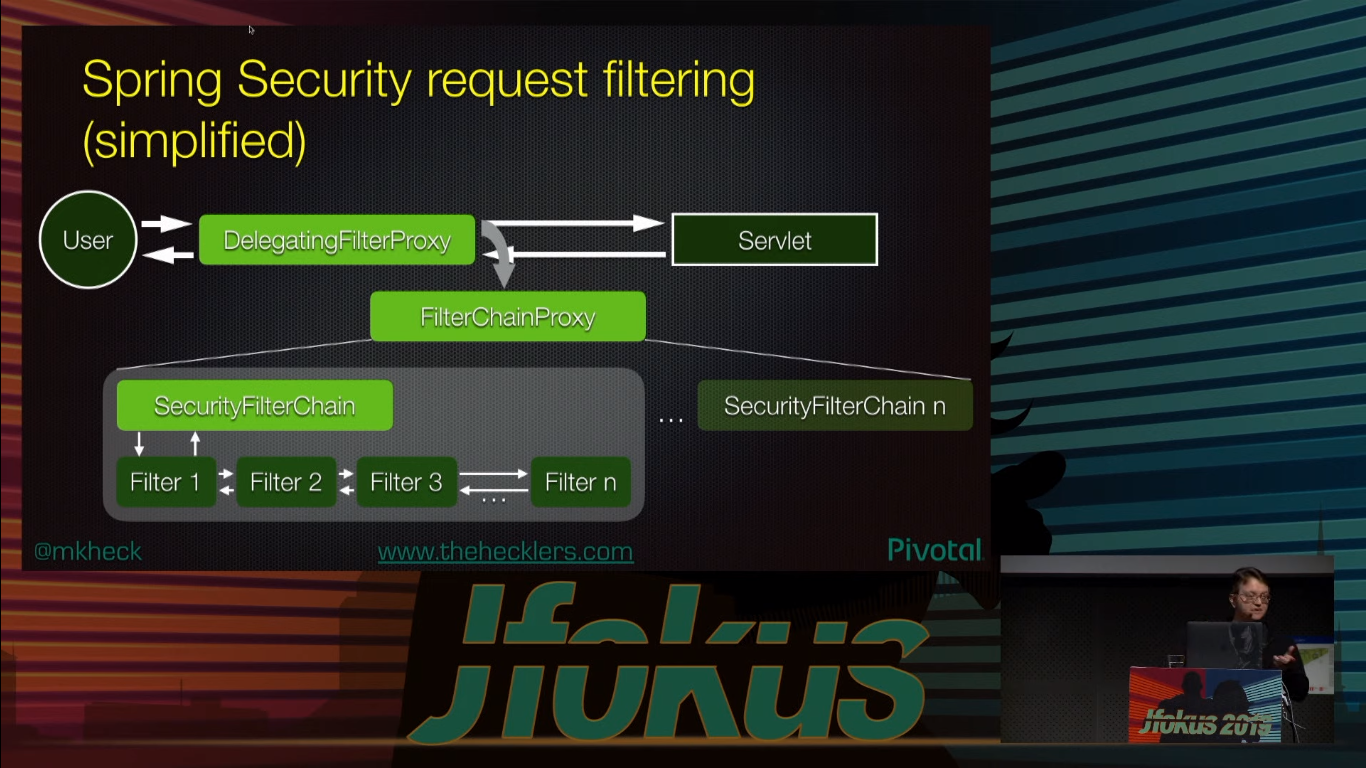 Spring Security request filtering
(simplified)
User
DelegatingFilterProxy
Servlet
FilterChainProxy
SecurityFilterChain
...
SecurityFilterChain n
Filter 1
Filter 2
Filter 3
...
Filter n
@mkheck
www.thehecklers.com
Pivotal
Jfokus
Jfokus 2019